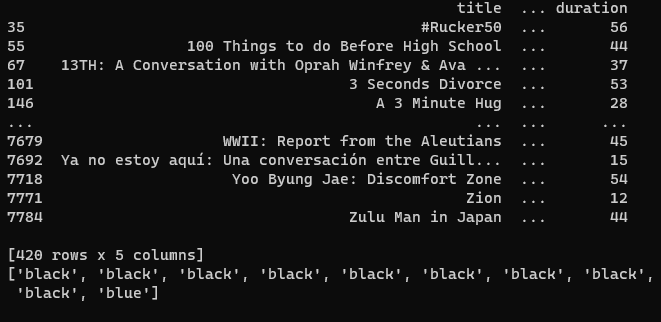 title ... duration
35 #Rucker50 ... 56
55 100 Things to do Before High School ... 44
67 13TH: A Conversation with Oprah Winfrey & Ava ... ... 37
101 3 Seconds Divorce ... 53
146 A 3 Minute Hug ... 28
... ... ... ...
7679 WWII: Report from the Aleutians ... 45
7692 Ya no estoy aquí: Una conversación entre Guill... ... 15
7718 Yoo Byung Jae: Discomfort Zone ... 54
7771 Zion ... 12
7784 Zulu Man in Japan ... 44
[420 rows x 5 columns]
['black', 'black', 'black', 'black', 'black', 'black', 'black', 'black',
'black', 'blue']